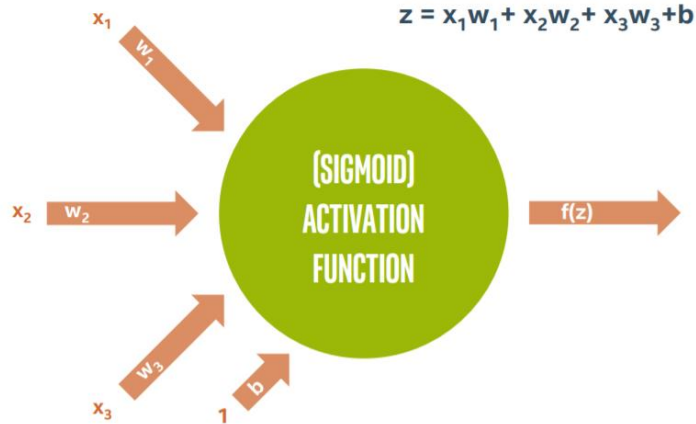 x₁
z = x₁w₁+ x₂w₂+ x₃w₃+b
w₁
(SIGMOID)
ACTIVATION
FUNCTION
x₂
w₂
f(z)
w₃
x₃
b
1